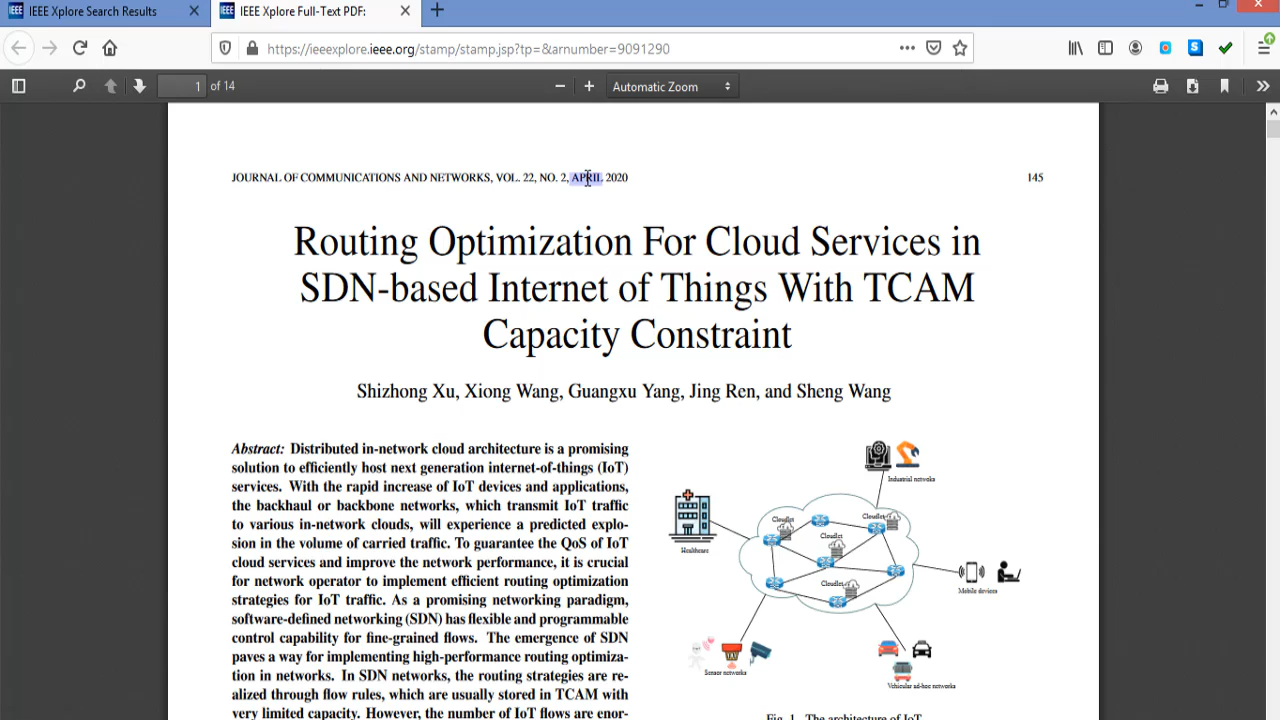 IEEE Xplore Search Results
IEEE Xplore Full-Text PDF:
https://ieeexplore.ieee.org/stamp/stamp.jsp?tp=&arnumber=9091290
1 of 14
Automatic Zoom
JOURNAL OF COMMUNICATIONS AND NETWORKS, VOL. 22, NO. 2, APRIL 2020
145
Routing Optimization For Cloud Services in
SDN-based Internet of Things With TCAM
Capacity Constraint
Shizhong Xu, Xiong Wang, Guangxu Yang, Jing Ren, and Sheng Wang
Abstract: Distributed in-network cloud architecture is a promising
solution to efficiently host next generation internet-of-things (IoT)
services. With the rapid increase of IoT devices and applications,
the backhaul or backbone networks, which transmit IoT traffic
to various in-network clouds, will experience a predicted explo-
sion in the volume of carried traffic. To guarantee the QoS of IoT
cloud services and improve the network performance, it is crucial
for network operator to implement efficient routing optimization
strategies for IoT traffic. As a promising networking paradigm,
software-defined networking (SDN) has flexible and programmable
control capability for fine-grained flows. The emergence of SDN
paves a way for implementing high-performance routing optimiza-
tion in networks. In SDN networks, the routing strategies are re-
alized through flow rules, which are usually stored in TCAM with
very limited capacity. However, the number of IoT flows are enor-
Industrial networks
Cloudlet
Cloudlet
Cloudlet
Healthcare
Cloudlet
Mobile devices
Sensor networks
Vehicular ad-hoc networks
Fig. 1. The architecture of IoT